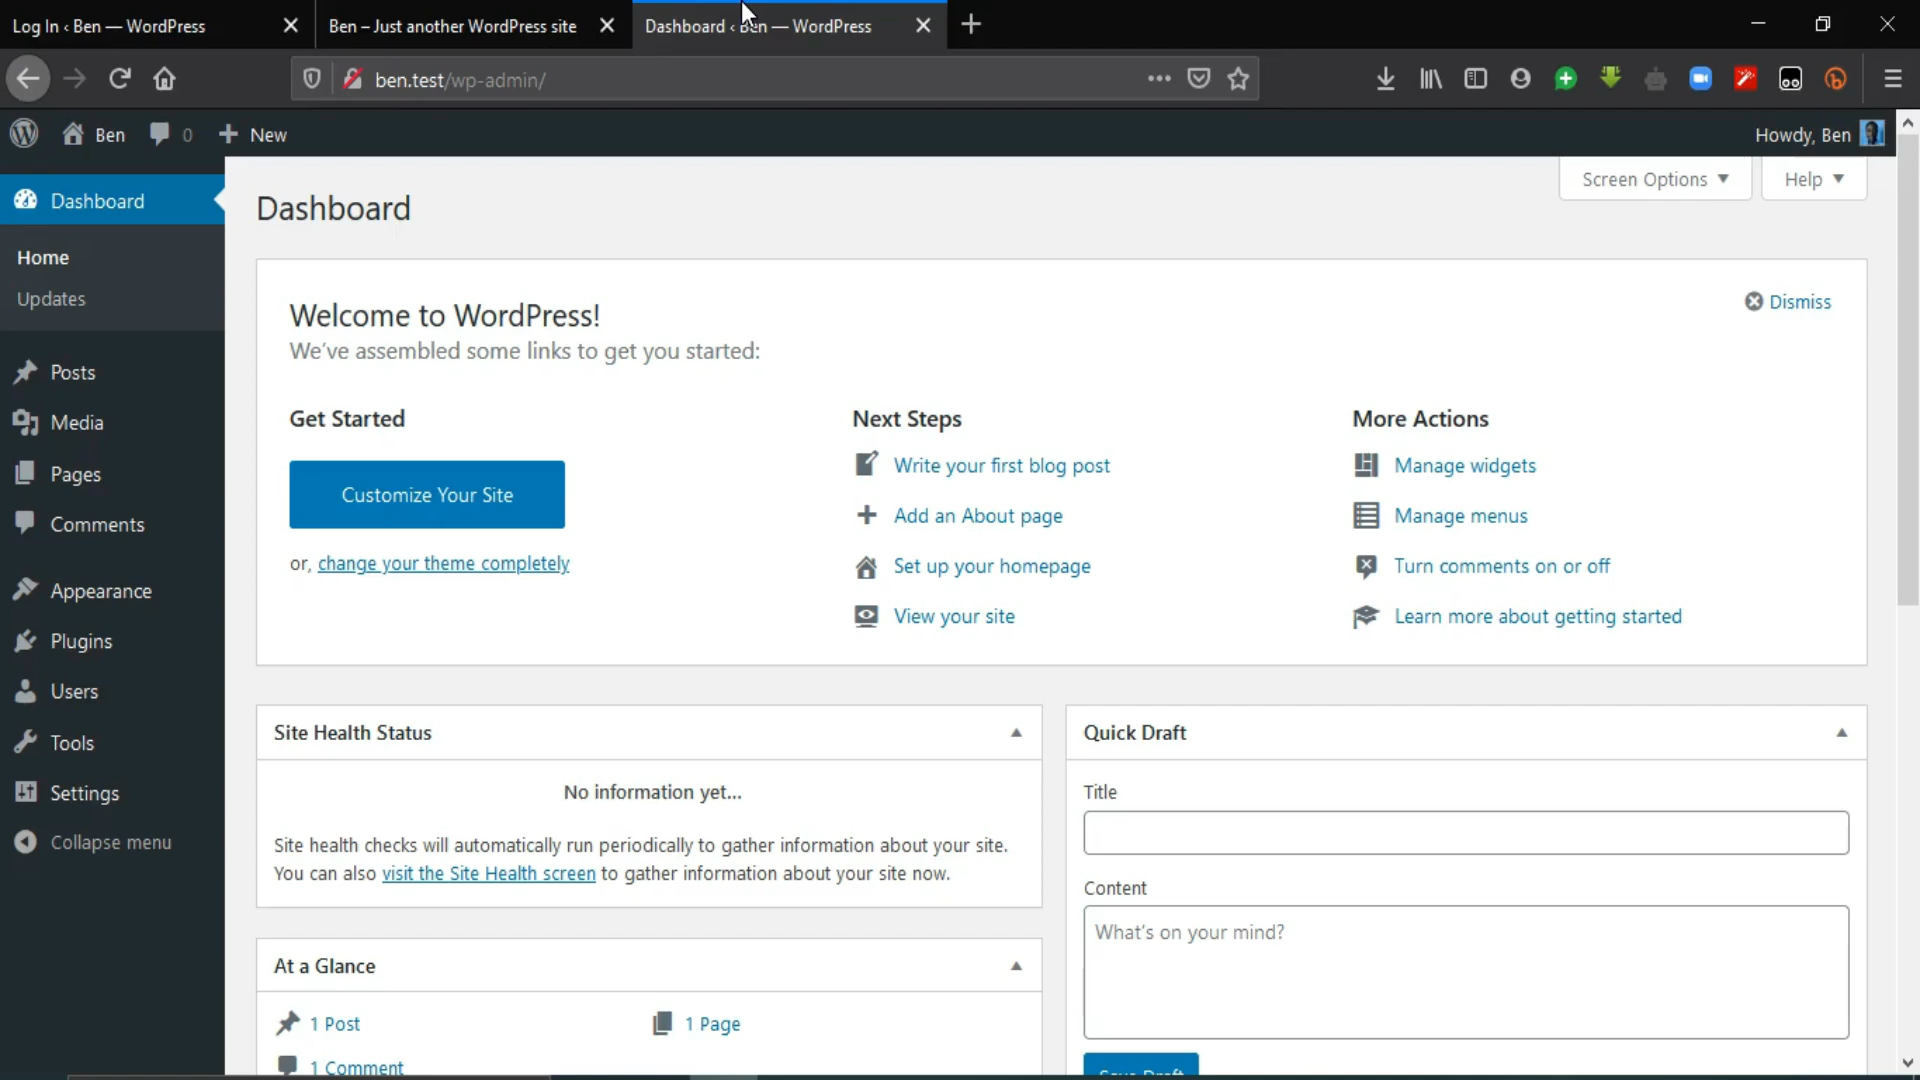 Log In ‹ Ben — WordPress
Ben – Just another WordPress site
Dashboard ‹ Ben — WordPress
ben.test/wp-admin/
Ben
0
New
Howdy, Ben
Screen Options
Help
Dashboard
Home
Updates
Posts
Media
Pages
Comments
Appearance
Plugins
Users
Tools
Settings
Collapse menu
Dashboard
Welcome to WordPress!
We've assembled some links to get you started:
Dismiss
Get Started
Customize Your Site
or, change your theme completely
Next Steps
Write your first blog post
Add an About page
Set up your homepage
View your site
More Actions
Manage widgets
Manage menus
Turn comments on or off
Learn more about getting started
Site Health Status
No information yet...
Site health checks will automatically run periodically to gather information about your site.
You can also visit the Site Health screen to gather information about your site now.
At a Glance
1 Post
1 Page
1 Comment
Quick Draft
Title
Content
What's on your mind?
Save Draft